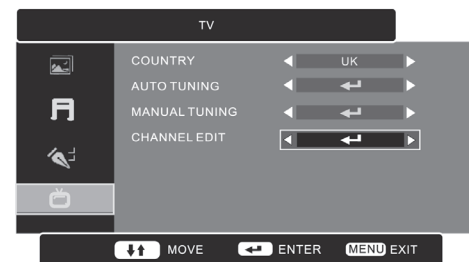 TV
COUNTRY UK
AUTO TUNING
MANUAL TUNING
CHANNEL EDIT
MOVE ENTER MENU EXIT